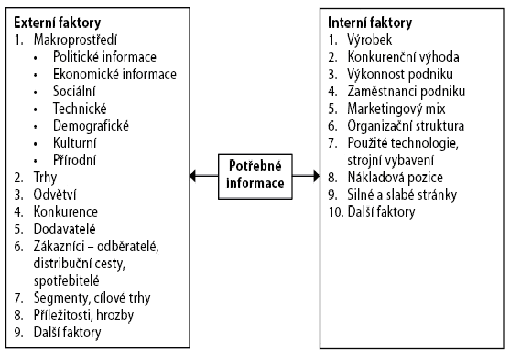 Externí faktory
1. Makroprostředí
• Politické informace
• Ekonomické informace
• Sociální
• Technické
• Demografické
• Kulturní
• Přírodní
2. Trhy
3. Odvětví
4. Konkurence
5. Dodavatelé
6. Zákazníci – odběratelé,
distribuční cesty,
spotřebitelé
7. Segmenty, cílové trhy
8. Příležitosti, hrozby
9. Další faktory
Potřebné
informace
Interní faktory
1. Výrobek
2. Konkurenční výhoda
3. Výkonnost podniku
4. Zaměstnanci podniku
5. Marketingový mix
6. Organizační struktura
7. Použité technologie,
strojní vybavení
8. Nákladová pozice
9. Silné a slabé stránky
10. Další faktory